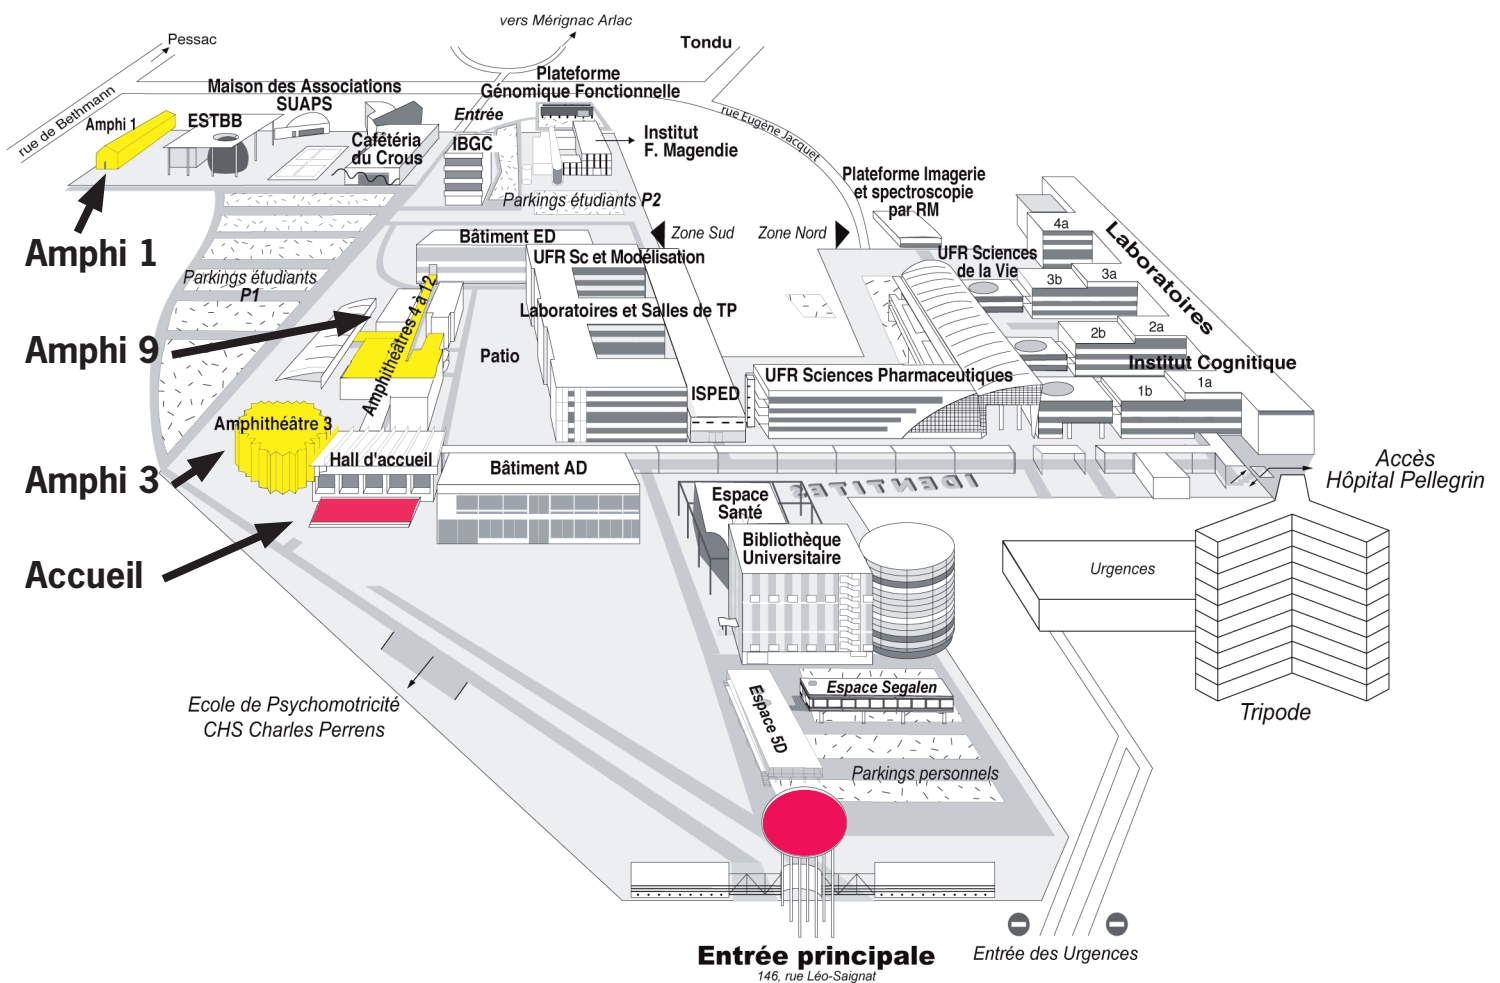 vers Mérignac Arlac
Pessac
Tondu
rue de Bethmann
Maison des Associations
SUAPS
Plateforme
Génomique Fonctionnelle
Entrée
rue Eugène Jacquet
Amphi 1
ESTBB
Cafétéria
du Crous
IBGC
Institut
F. Magendie
Parkings étudiants P2
Plateforme Imagerie
et spectroscopie
par RM
Amphi 1
Zone Sud
Zone Nord
Bâtiment ED
UFR Sc et Modélisation
UFR Sciences
de la Vie
4a
3b
3a
2b
2a
1b
1a
Laboratoires
Institut Cognitique
Parkings étudiants
P1
Laboratoires et Salles de TP
Amphithéâtres 4 à 12
Amphi 9
Patio
ISPED
UFR Sciences Pharmaceutiques
Amphithéâtre 3
Hall d'accueil
Bâtiment AD
Amphi 3
IDENTITES
Accès
Hôpital Pellegrin
Espace
Santé
Bibliothèque
Universitaire
Accueil
Urgences
Tripode
Ecole de Psychomotricité
CHS Charles Perrens
Espace Segalen
Espace 5D
Parkings personnels
Entrée principale
146, rue Léo-Saignat
Entrée des Urgences